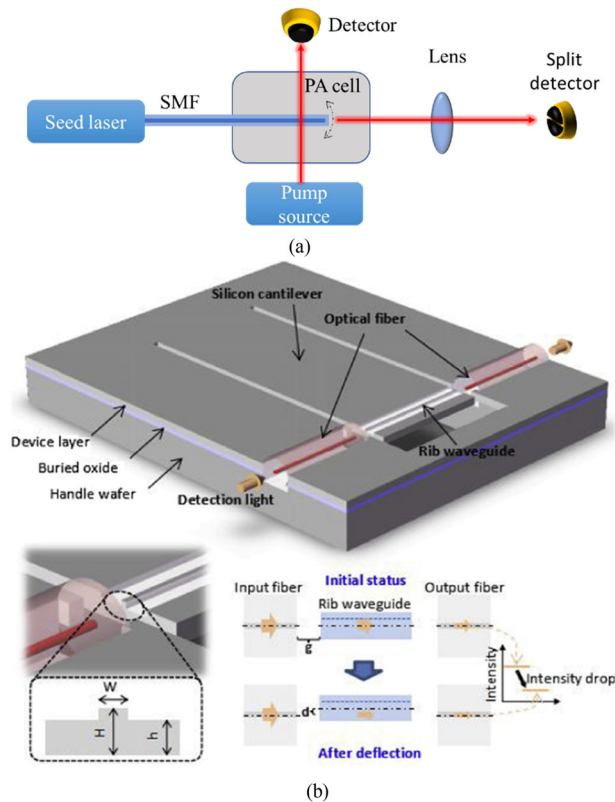 Detector
Lens
PA cell
Split
detector
SMF
Seed laser
Pump
source
(a)
Silicon cantilever
Optical fiber
Device layer
Buried oxide
Handle wafer
Rib waveguide
Detection light
Input fiber
Initial status
Output fiber
Rib waveguide
g
Intensity
Intensity drop
d
After deflection
W
H
h
(b)